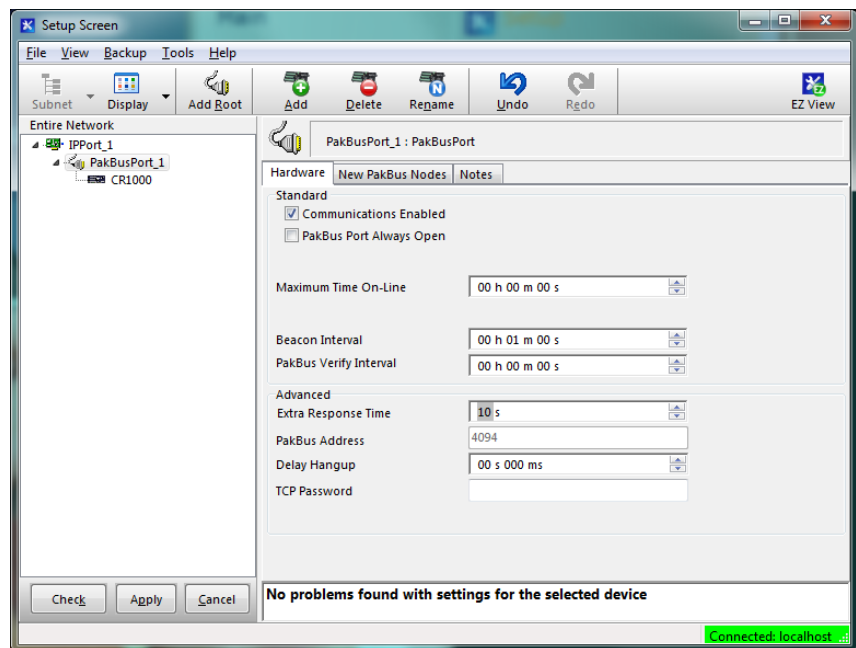 Setup Screen
File View Backup Tools Help
Subnet Display Add Root Add Delete Rename Undo Redo EZ View
Entire Network
IPPort_1
PakBusPort_1
CR1000
PakBusPort_1 : PakBusPort
Hardware New PakBus Nodes Notes
Standard
Communications Enabled
PakBus Port Always Open
Maximum Time On-Line 00 h 00 m 00 s
Beacon Interval 00 h 01 m 00 s
PakBus Verify Interval 00 h 00 m 00 s
Advanced
Extra Response Time 10 s
PakBus Address 4094
Delay Hangup 00 s 000 ms
TCP Password
Check Apply Cancel
No problems found with settings for the selected device
Connected: localhost